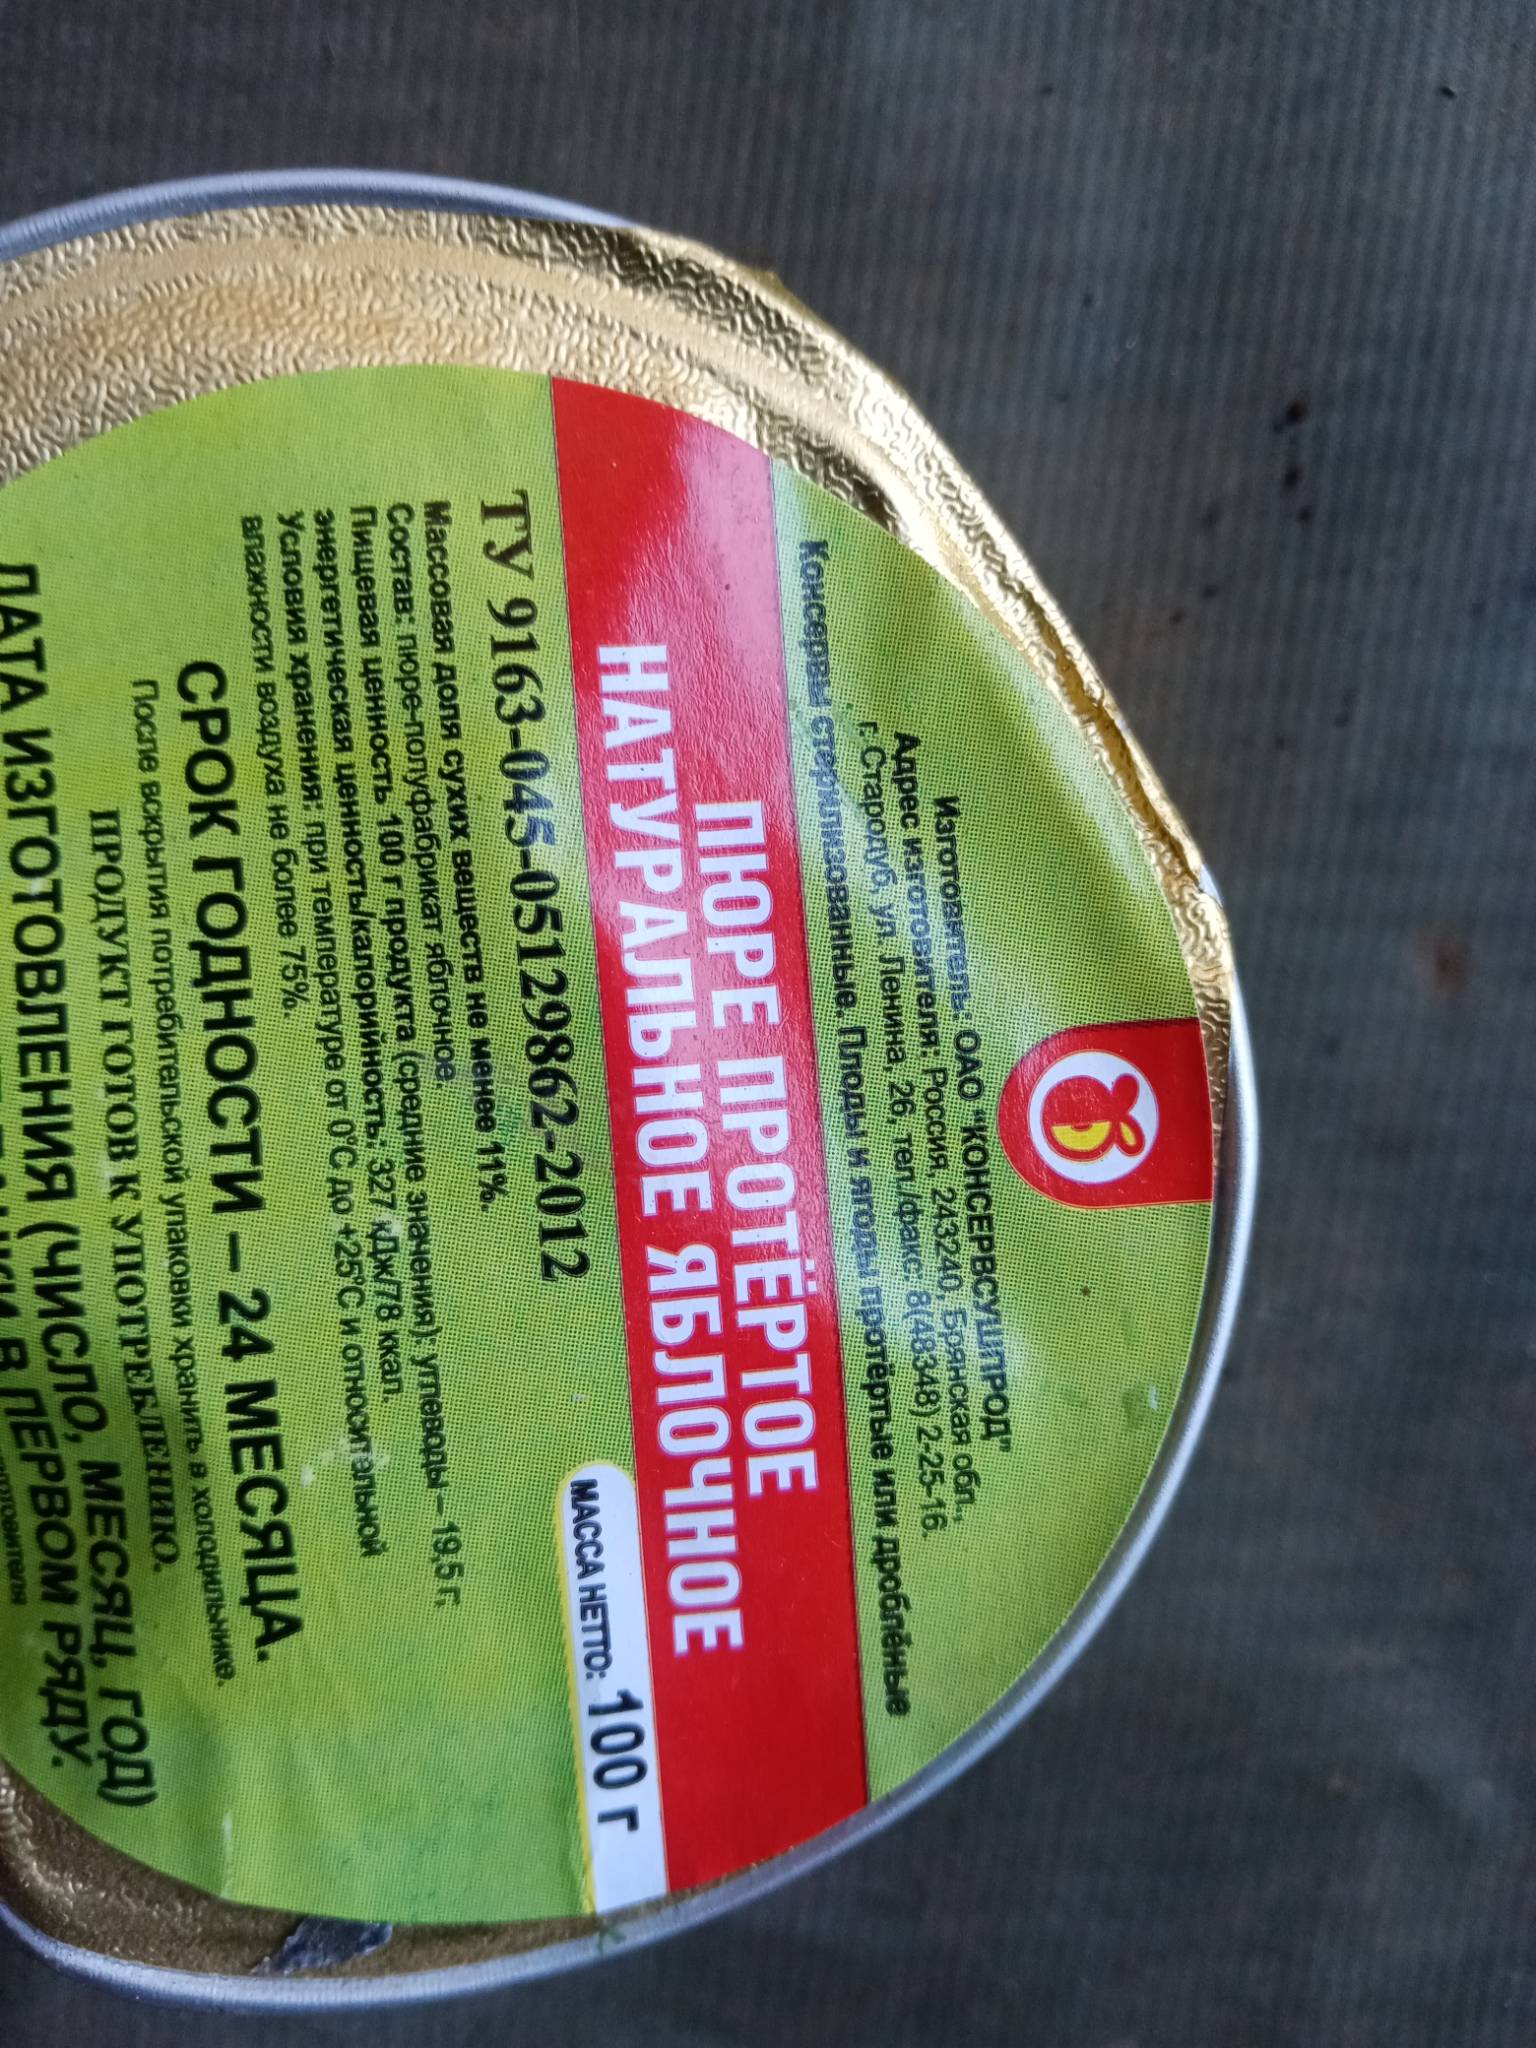 Изготовитель: ОАО "КОНСЕРВСУШПРОД"
Адрес изготовителя: Россия, 243240, Брянская обл.,
г. Стародуб, ул. Ленина, 26, тел./факс: 8(48348) 2-25-16.
Консервы стерилизованные. Плоды и ягоды протёртые или дроблёные
ПЮРЕ ПРОТЁРТОЕ
НАТУРАЛЬНОЕ ЯБЛОЧНОЕ
МАССА НЕТТО: 100 г
ТУ 9163-045-05129862-2012
Массовая доля сухих веществ не менее 11%.
Состав: пюре-полуфабрикат яблочное.
Пищевая ценность 100 г продукта (средние значения): углеводы – 19,5 г;
энергетическая ценность/калорийность: 327 кДж/78 ккал.
Условия хранения: при температуре от 0°С до +25°С и относительной
влажности воздуха не более 75%.
СРОК ГОДНОСТИ – 24 МЕСЯЦА.
После вскрытия потребительской упаковки хранить в холодильнике.
ПРОДУКТ ГОТОВ К УПОТРЕБЛЕНИЮ.
ДАТА ИЗГОТОВЛЕНИЯ (ЧИСЛО, МЕСЯЦ, ГОД)
В ПЕРВОМ РЯДУ.